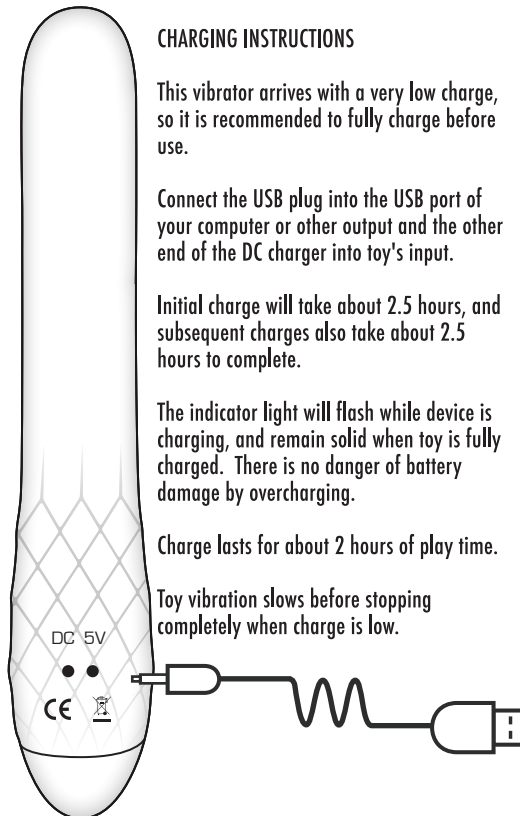 CHARGING INSTRUCTIONS
This vibrator arrives with a very low charge,
so it is recommended to fully charge before
use.
Connect the USB plug into the USB port of
your computer or other output and the other
end of the DC charger into toy's input.
Initial charge will take about 2.5 hours, and
subsequent charges also take about 2.5
hours to complete.
The indicator light will flash while device is
charging, and remain solid when toy is fully
charged.  There is no danger of battery
damage by overcharging.
Charge lasts for about 2 hours of play time.
Toy vibration slows before stopping
completely when charge is low.
DC 5V
CE